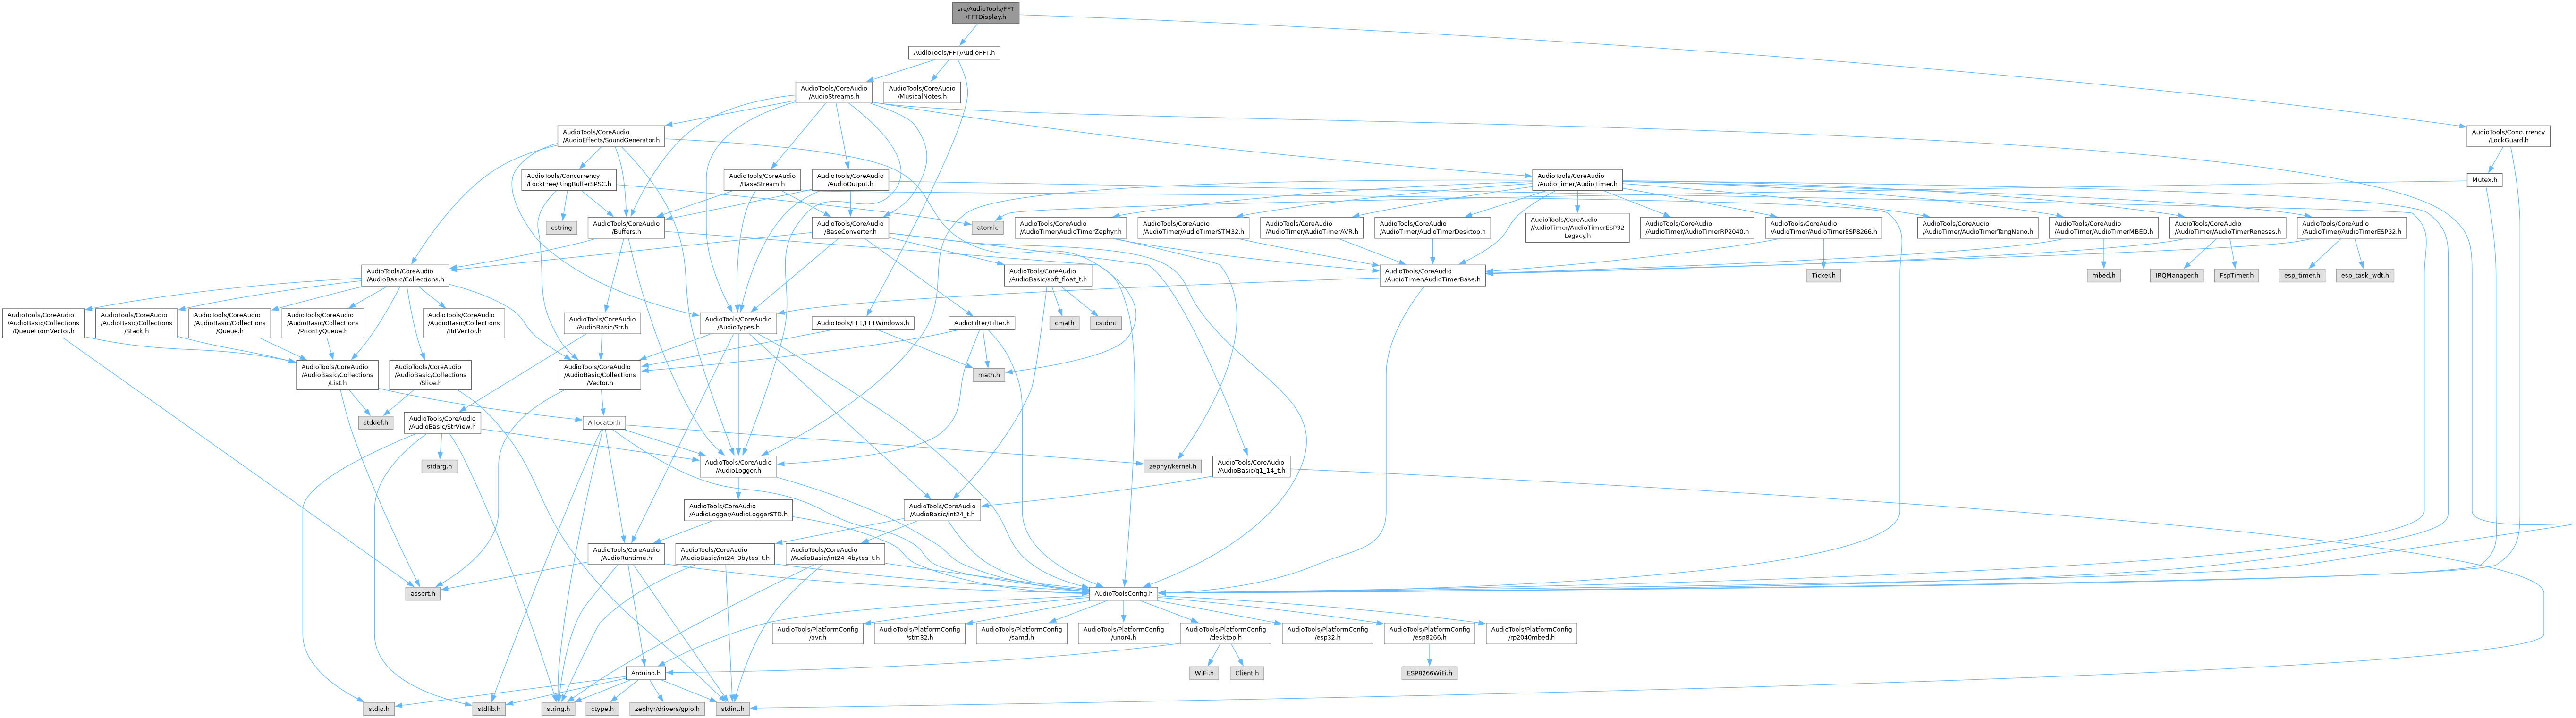 src/AudioTools/FFT
/FFTDisplay.h
AudioTools/FFT/AudioFFT.h
AudioTools/CoreAudio
/AudioStreams.h
AudioTools/CoreAudio
/MusicalNotes.h
AudioTools/CoreAudio
/AudioEffects/SoundGenerator.h
AudioTools/Concurrency
/LockGuard.h
AudioTools/Concurrency
/LockFree/RingBufferSPSC.h
AudioTools/CoreAudio
/BaseStream.h
AudioTools/CoreAudio
/AudioOutput.h
AudioTools/CoreAudio
/AudioTimer/AudioTimer.h
Mutex.h
cstring
AudioTools/CoreAudio
/Buffers.h
AudioTools/CoreAudio
/BaseConverter.h
atomic
AudioTools/CoreAudio
/AudioTimer/AudioTimerZephyr.h
AudioTools/CoreAudio
/AudioTimer/AudioTimerSTM32.h
AudioTools/CoreAudio
/AudioTimer/AudioTimerAVR.h
AudioTools/CoreAudio
/AudioTimer/AudioTimerDesktop.h
AudioTools/CoreAudio
/AudioTimer/AudioTimerESP32
Legacy.h
AudioTools/CoreAudio
/AudioTimer/AudioTimerRP2040.h
AudioTools/CoreAudio
/AudioTimer/AudioTimerESP8266.h
AudioTools/CoreAudio
/AudioTimer/AudioTimerTangNano.h
AudioTools/CoreAudio
/AudioTimer/AudioTimerMBED.h
AudioTools/CoreAudio
/AudioTimer/AudioTimerRenesas.h
AudioTools/CoreAudio
/AudioTimer/AudioTimerESP32.h
AudioTools/CoreAudio
/AudioBasic/Collections.h
AudioTools/CoreAudio
/AudioBasic/soft_float_t.h
AudioTools/CoreAudio
/AudioTimer/AudioTimerBase.h
Ticker.h
mbed.h
IRQManager.h
FspTimer.h
esp_timer.h
esp_task_wdt.h
AudioTools/CoreAudio
/AudioBasic/Collections
/QueueFromVector.h
AudioTools/CoreAudio
/AudioBasic/Collections
/Stack.h
AudioTools/CoreAudio
/AudioBasic/Collections
/Queue.h
AudioTools/CoreAudio
/AudioBasic/Collections
/PriorityQueue.h
AudioTools/CoreAudio
/AudioBasic/Collections
/BitVector.h
AudioTools/CoreAudio
/AudioBasic/Str.h
AudioTools/CoreAudio
/AudioTypes.h
AudioTools/FFT/FFTWindows.h
AudioFilter/Filter.h
cmath
cstdint
AudioTools/CoreAudio
/AudioBasic/Collections
/List.h
AudioTools/CoreAudio
/AudioBasic/Collections
/Slice.h
AudioTools/CoreAudio
/AudioBasic/Collections
/Vector.h
math.h
stddef.h
AudioTools/CoreAudio
/AudioBasic/StrView.h
Allocator.h
stdarg.h
AudioTools/CoreAudio
/AudioLogger.h
zephyr/kernel.h
AudioTools/CoreAudio
/AudioBasic/q1_14_t.h
AudioTools/CoreAudio
/AudioLogger/AudioLoggerSTD.h
AudioTools/CoreAudio
/AudioBasic/int24_t.h
AudioTools/CoreAudio
/AudioRuntime.h
AudioTools/CoreAudio
/AudioBasic/int24_3bytes_t.h
AudioTools/CoreAudio
/AudioBasic/int24_4bytes_t.h
assert.h
AudioToolsConfig.h
AudioTools/PlatformConfig
/avr.h
AudioTools/PlatformConfig
/stm32.h
AudioTools/PlatformConfig
/samd.h
AudioTools/PlatformConfig
/unor4.h
AudioTools/PlatformConfig
/desktop.h
AudioTools/PlatformConfig
/esp32.h
AudioTools/PlatformConfig
/esp8266.h
AudioTools/PlatformConfig
/rp2040mbed.h
Arduino.h
WiFi.h
Client.h
ESP8266WiFi.h
stdio.h
stdlib.h
string.h
ctype.h
zephyr/drivers/gpio.h
stdint.h